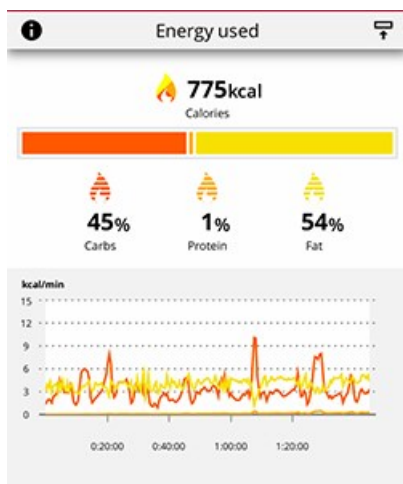 Energy used
775kcal
Calories
45% 1% 54%
Carbs Protein Fat
kcal/min
15
12
9
6
3
0
0:20:00 0:40:00 1:00:00 1:20:00